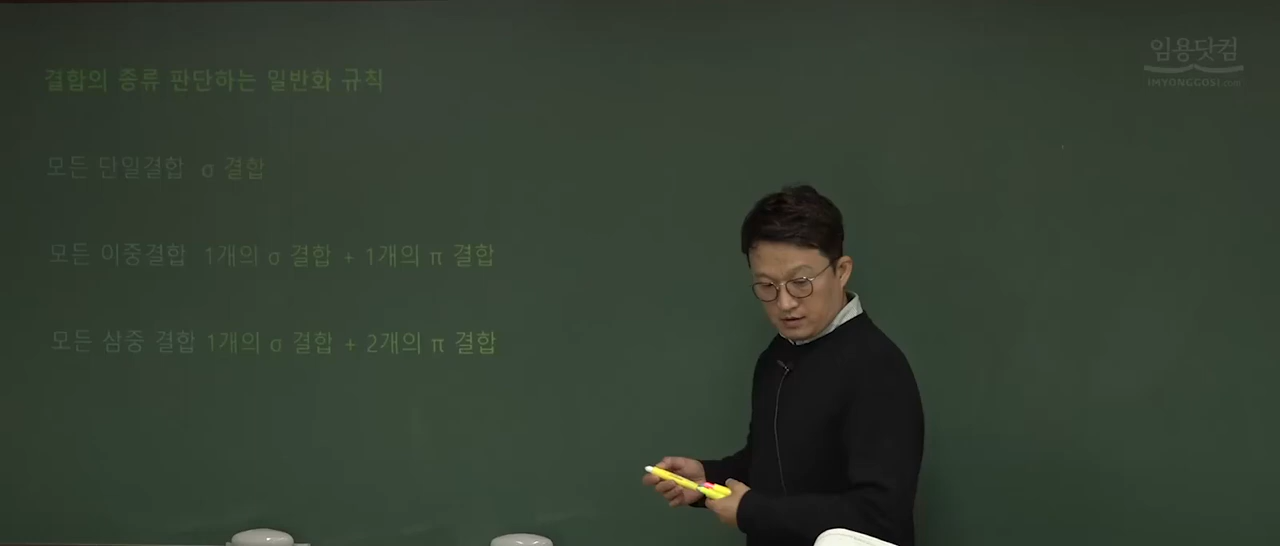 임용닷컴
IMYONGGOSI.com
결합의 종류 판단하는 일반화 규칙
모든 단일결합 σ 결합
모든 이중결합 1개의 σ 결합 + 1개의 π 결합
모든 삼중 결합 1개의 σ 결합 + 2개의 π 결합